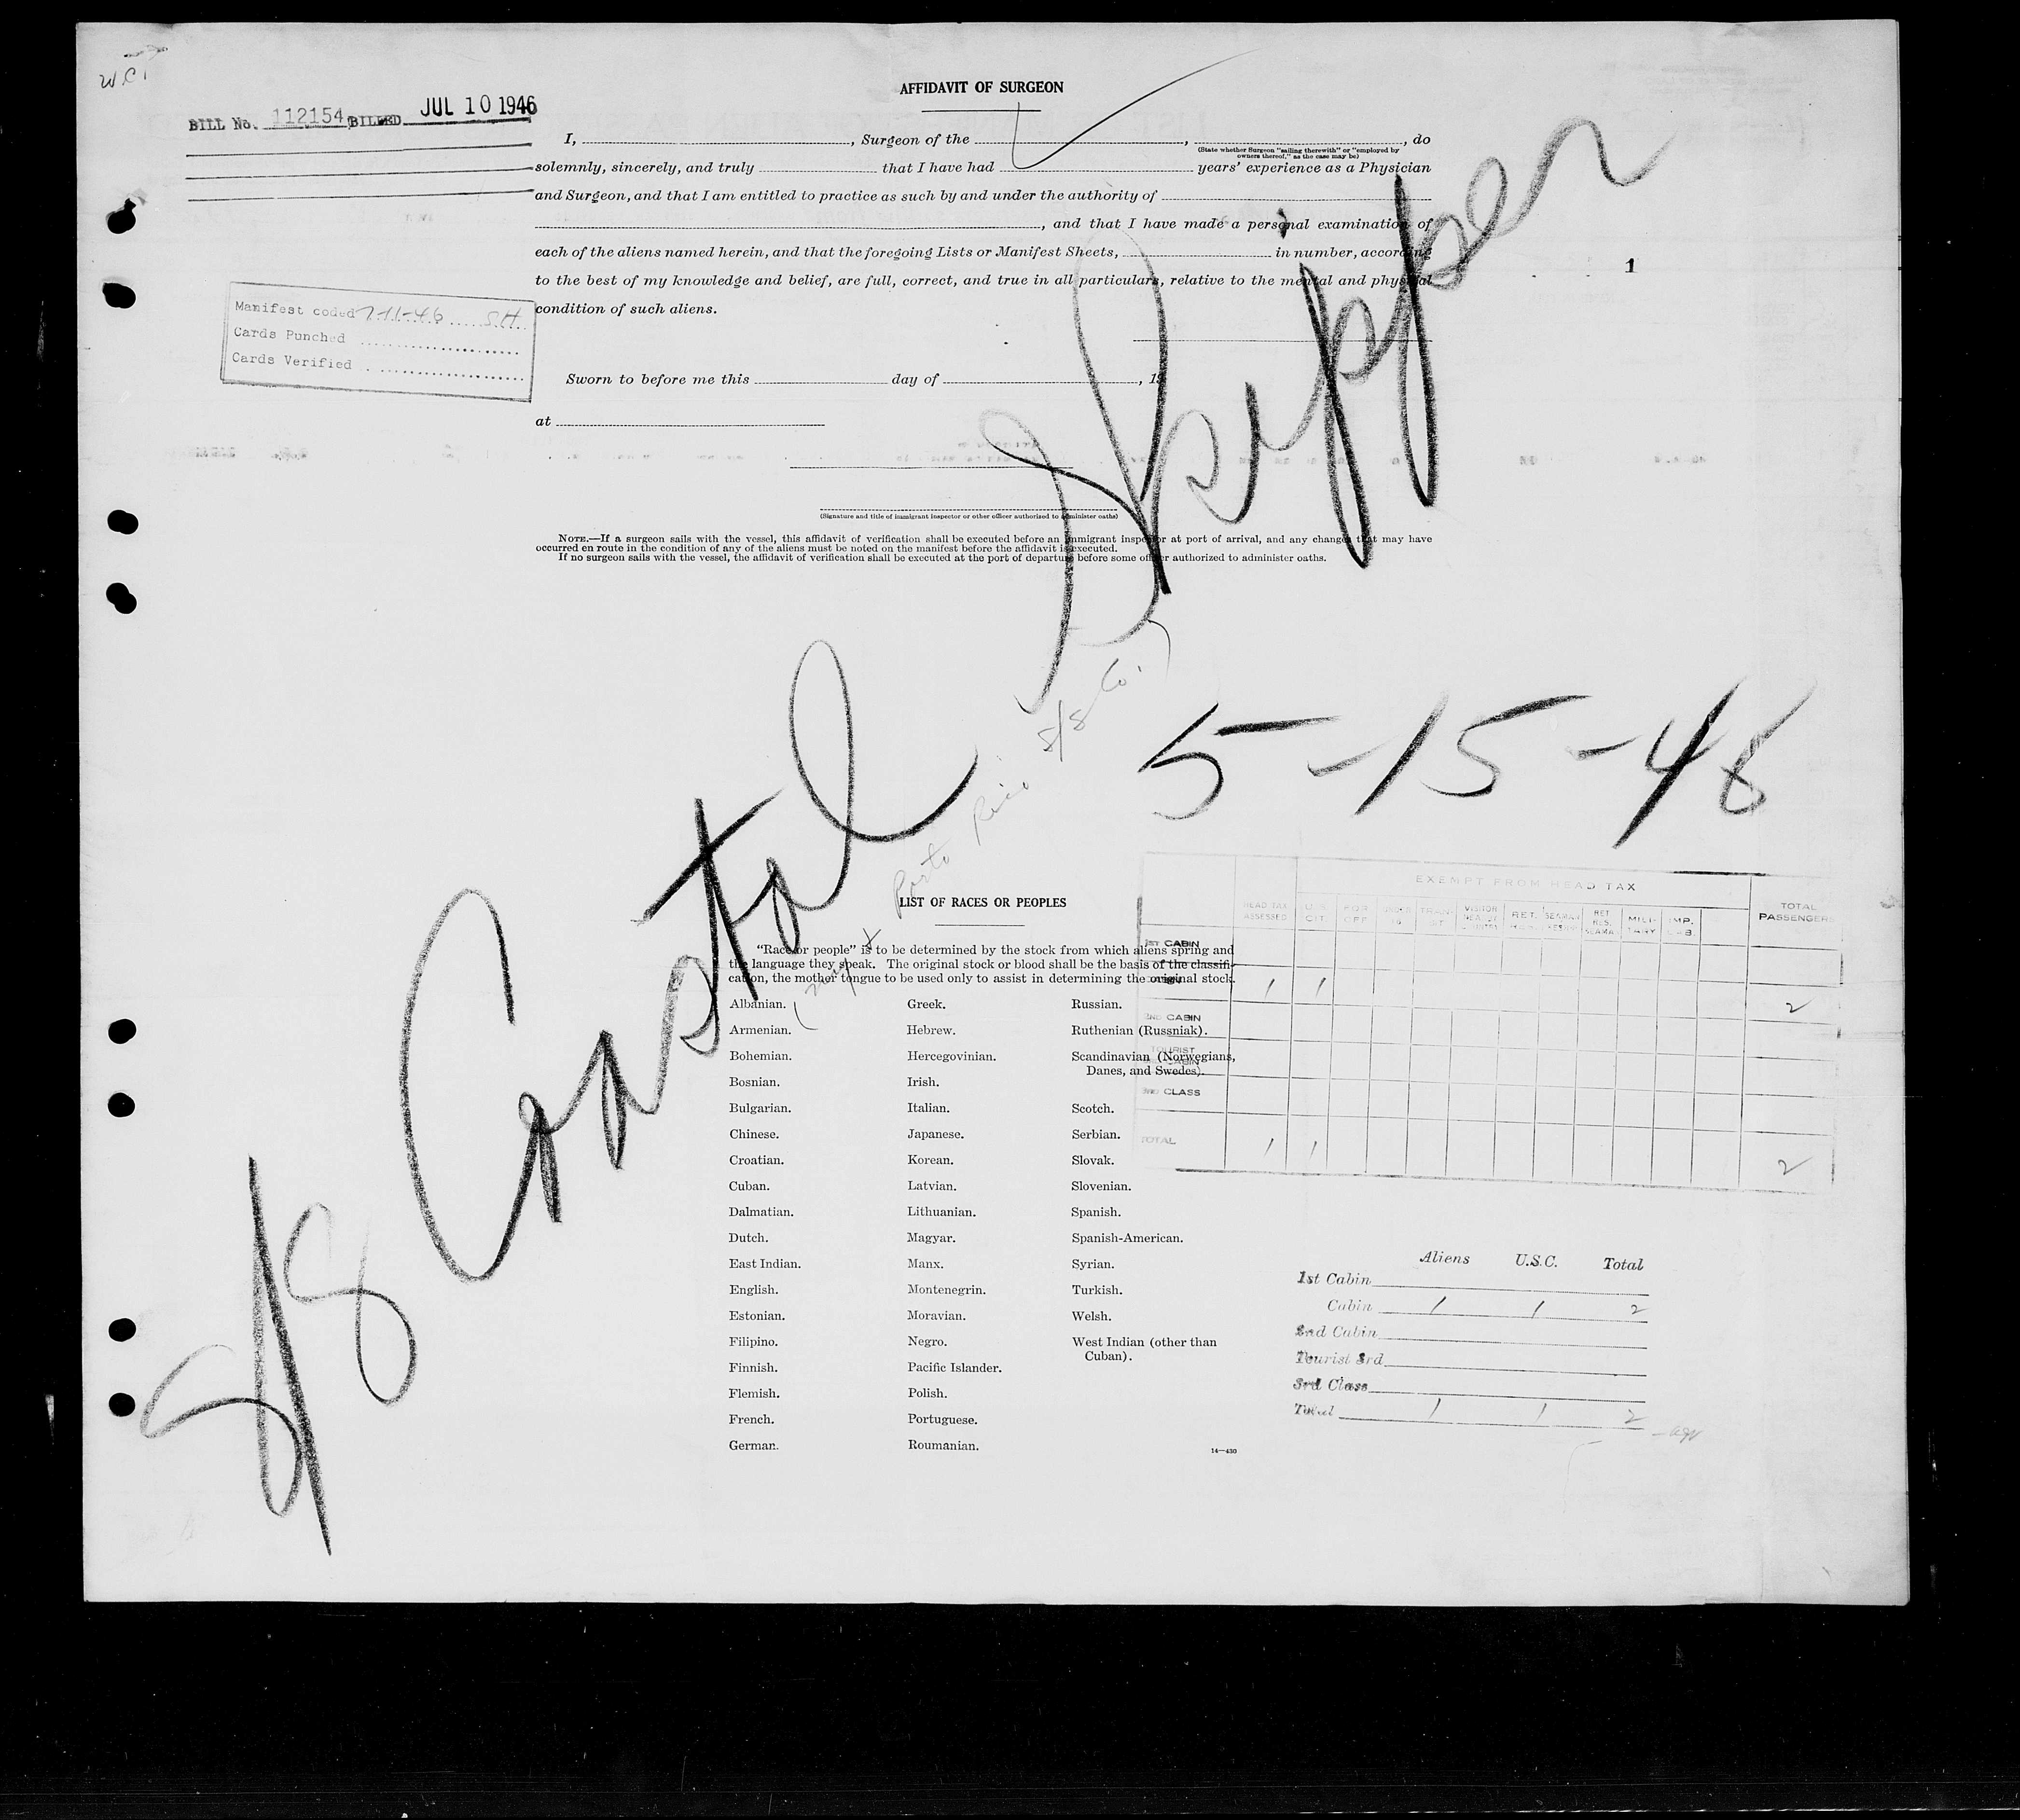 W.C.
AFFIDAVIT OF SURGEON
BILL No. 112154 BILLED JUL 10 1946
I, , Surgeon of the , , do
(State whether Surgeon "sailing therewith" or "employed by
owners thereof," as the case may be)
solemnly, sincerely, and truly that I have had years' experience as a Physician
and Surgeon, and that I am entitled to practice as such by and under the authority of
, and that I have made a personal examination of
each of the aliens named herein, and that the foregoing Lists or Manifest Sheets, in number, according
to the best of my knowledge and belief, are full, correct, and true in all particulars, relative to the mental and physical
condition of such aliens.
1
Manifest coded 7-11-46 SH
Cards Punched
Cards Verified
Sworn to before me this day of , 19
at
(Signature and title of immigrant inspector or other officer authorized to administer oaths)
NOTE.—If a surgeon sails with the vessel, this affidavit of verification shall be executed before an immigrant inspector at port of arrival, and any changes that may have
occurred en route in the condition of any of the aliens must be noted on the manifest before the affidavit is executed.
If no surgeon sails with the vessel, the affidavit of verification shall be executed at the port of departure before some officer authorized to administer oaths.
S/S Coastal Skipper
5-15-46
Porto Rico S/S Co.
LIST OF RACES OR PEOPLES
"Race or people" is to be determined by the stock from which aliens spring and
the language they speak. The original stock or blood shall be the basis of the classifi-
cation, the mother tongue to be used only to assist in determining the original stock.
Albanian.
Armenian.
Bohemian.
Bosnian.
Bulgarian.
Chinese.
Croatian.
Cuban.
Dalmatian.
Dutch.
East Indian.
English.
Estonian.
Filipino.
Finnish.
Flemish.
French.
German.
Greek.
Hebrew.
Hercegovinian.
Irish.
Italian.
Japanese.
Korean.
Latvian.
Lithuanian.
Magyar.
Manx.
Montenegrin.
Moravian.
Negro.
Pacific Islander.
Polish.
Portuguese.
Roumanian.
Russian.
Ruthenian (Russniak).
Scandinavian (Norwegians,
Danes, and Swedes).
Scotch.
Serbian.
Slovak.
Slovenian.
Spanish.
Spanish-American.
Syrian.
Turkish.
Welsh.
West Indian (other than
Cuban).
14—430
EXEMPT FROM HEAD TAX
HEAD TAX ASSESSED
U.S. CIT.
RET.
MILI-TARY
TOTAL PASSENGERS
1ST CABIN
1 1 2
2ND CABIN
TOURIST
3RD CLASS
TOTAL 1 1 2
Aliens U.S.C. Total
1st Cabin
Cabin 1 1 2
2nd Cabin
Tourist 3rd
3rd Class
Total 1 1 2